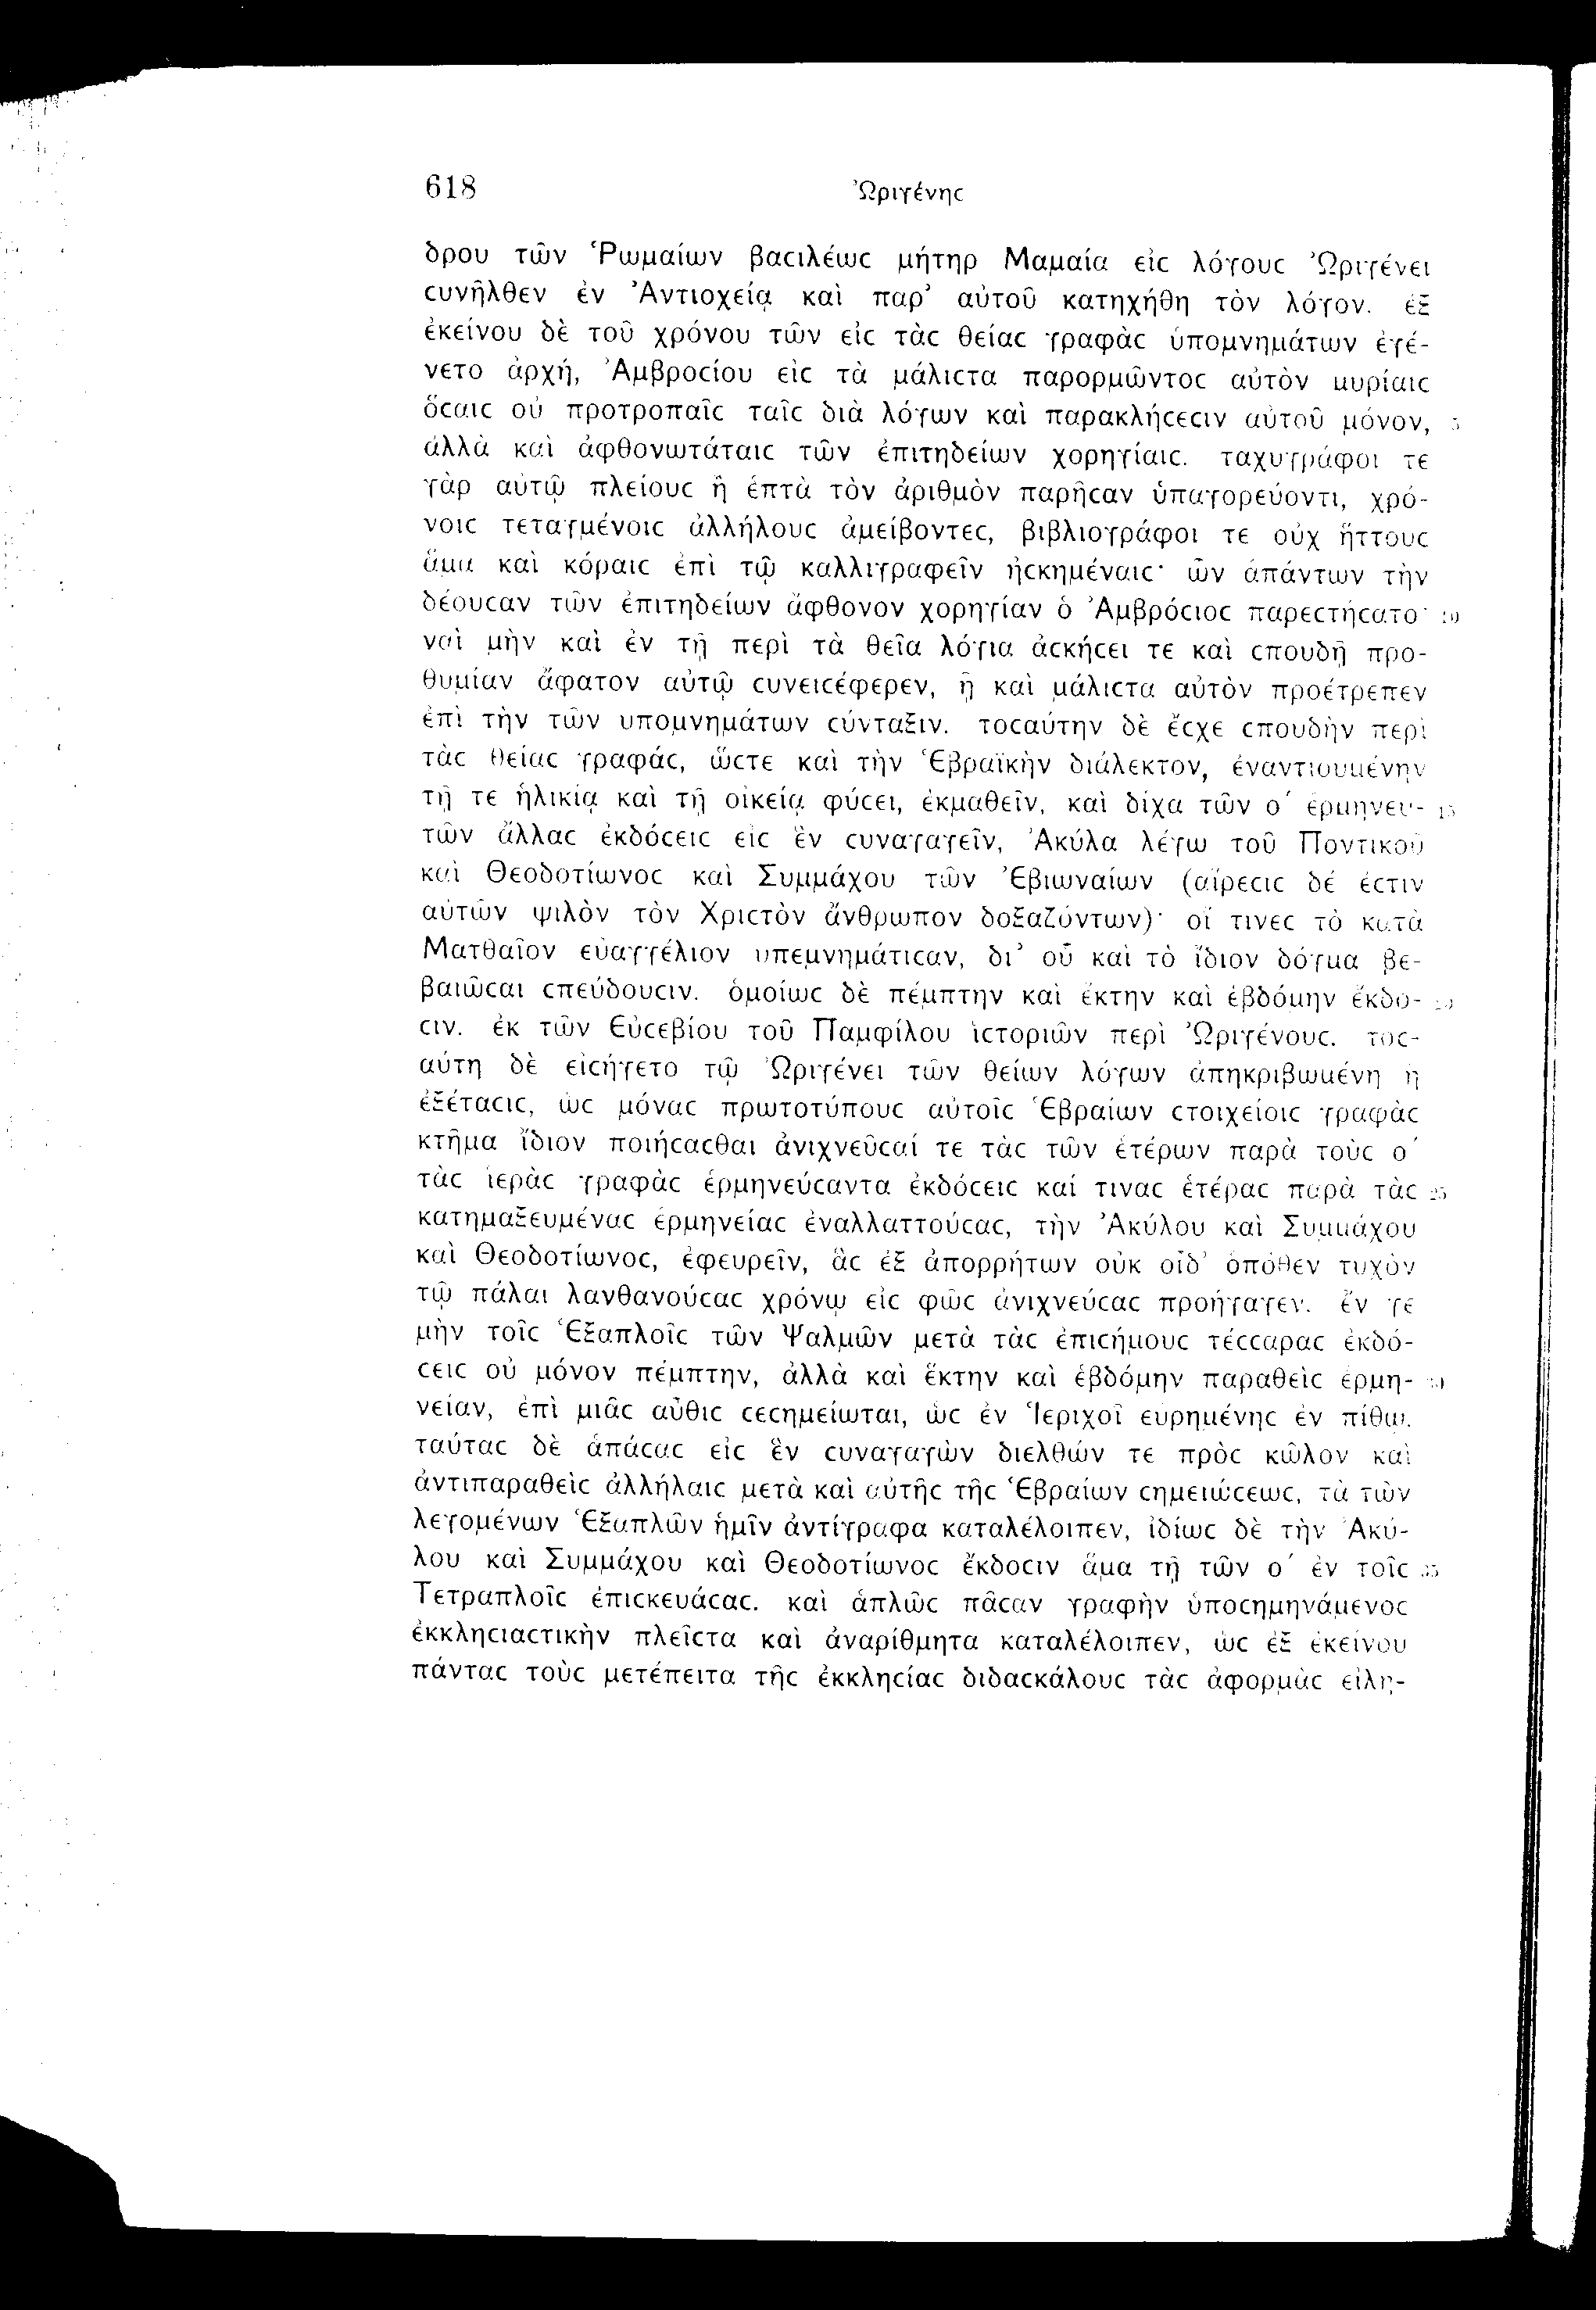 618 Ὠριγένηϲ
δρου τῶν Ῥωμαίων βαϲιλέωϲ μήτηρ Μαμαία εἰϲ λόγουϲ Ὠριγένει
ϲυνῆλθεν ἐν Ἀντιοχείᾳ καὶ παρ’ αὐτοῦ κατηχήθη τὸν λόγον. ἐξ
ἐκείνου δὲ τοῦ χρόνου τῶν εἰϲ τὰϲ θείαϲ γραφὰϲ ὑπομνημάτων ἐγέ-
νετο ἀρχή, Ἀμβροϲίου εἰϲ τὰ μάλιϲτα παρορμῶντοϲ αὐτὸν μυρίαιϲ
ὅϲαιϲ οὐ προτροπαῖϲ ταῖϲ διὰ λόγων καὶ παρακλήϲεϲιν αὐτοῦ μόνον, 5
ἀλλὰ καὶ ἀφθονωτάταιϲ τῶν ἐπιτηδείων χορηγίαιϲ. ταχυγράφοι τε
γὰρ αὐτῷ πλείουϲ ἢ ἑπτὰ τὸν ἀριθμὸν παρῆϲαν ὑπαγορεύοντι, χρό-
νοιϲ τεταγμένοιϲ ἀλλήλουϲ ἀμείβοντεϲ, βιβλιογράφοι τε οὐχ ἥττουϲ
ἅμα καὶ κόραιϲ ἐπὶ τῷ καλλιγραφεῖν ἠϲκημέναιϲ· ὧν ἁπάντων τὴν
δέουϲαν τῶν ἐπιτηδείων ἄφθονον χορηγίαν ὁ Ἀμβρόϲιοϲ παρεϲτήϲατο· 10
ναὶ μὴν καὶ ἐν τῇ περὶ τὰ θεῖα λόγια ἀϲκήϲει τε καὶ ϲπουδῇ προ-
θυμίαν ἄφατον αὐτῷ ϲυνειϲέφερεν, ᾗ καὶ μάλιϲτα αὐτὸν προέτρεπεν
ἐπὶ τὴν τῶν ὑπομνημάτων ϲύνταξιν. τοϲαύτην δὲ ἔϲχε ϲπουδὴν περὶ
τὰϲ θείαϲ γραφάϲ, ὥϲτε καὶ τὴν Ἑβραϊκὴν διάλεκτον, ἐναντιουμένην
τῇ τε ἡλικίᾳ καὶ τῇ οἰκείᾳ φύϲει, ἐκμαθεῖν, καὶ δίχα τῶν ο΄ ἑρμηνευ- 15
τῶν ἄλλαϲ ἐκδόϲειϲ εἰϲ ἓν ϲυναγαγεῖν, Ἀκύλα λέγω τοῦ Ποντικοῦ
καὶ Θεοδοτίωνοϲ καὶ Συμμάχου τῶν Ἐβιωναίων (αἵρεϲιϲ δέ ἐϲτιν
αὐτῶν ψιλὸν τὸν Χριϲτὸν ἄνθρωπον δοξαζόντων)· οἵ τινεϲ τὸ κατὰ
Ματθαῖον εὐαγγέλιον ὑπεμνημάτιϲαν, δι’ οὗ καὶ τὸ ἴδιον δόγμα βε-
βαιῶϲαι ϲπεύδουϲιν. ὁμοίωϲ δὲ πέμπτην καὶ ἕκτην καὶ ἑβδόμην ἔκδο- 20
ϲιν. ἐκ τῶν Εὐϲεβίου τοῦ Παμφίλου ἱϲτοριῶν περὶ Ὠριγένουϲ. τοϲ-
αύτη δὲ εἰϲήγετο τῷ Ὠριγένει τῶν θείων λόγων ἀπηκριβωμένη ἡ
ἐξέταϲιϲ, ὡϲ μόναϲ πρωτοτύπουϲ αὐτοῖϲ Ἑβραίων ϲτοιχείοιϲ γραφὰϲ
κτῆμα ἴδιον ποιήϲαϲθαι ἀνιχνεῦϲαί τε τὰϲ τῶν ἑτέρων παρὰ τοὺϲ ο΄
τὰϲ ἱερὰϲ γραφὰϲ ἑρμηνεύϲαντα ἐκδόϲειϲ καί τιναϲ ἑτέραϲ παρὰ τὰϲ 25
κατημαξευμέναϲ ἑρμηνείαϲ ἐναλλαττούϲαϲ, τὴν Ἀκύλου καὶ Συμμάχου
καὶ Θεοδοτίωνοϲ, ἐφευρεῖν, ἃϲ ἐξ ἀπορρήτων οὐκ οἶδ’ ὁπόθεν τυχὸν
τῷ πάλαι λανθανούϲαϲ χρόνῳ εἰϲ φῶϲ ἀνιχνεύϲαϲ προήγαγεν. ἔν γε
μὴν τοῖϲ Ἑξαπλοῖϲ τῶν Ψαλμῶν μετὰ τὰϲ ἐπιϲήμουϲ τέϲϲαραϲ ἐκδό-
ϲειϲ οὐ μόνον πέμπτην, ἀλλὰ καὶ ἕκτην καὶ ἑβδόμην παραθεὶϲ ἑρμη- 30
νείαν, ἐπὶ μιᾶϲ αὖθιϲ ϲεϲημείωται, ὡϲ ἐν Ἱεριχοῖ εὑρημένηϲ ἐν πίθῳ.
ταύταϲ δὲ ἁπάϲαϲ εἰϲ ἓν ϲυναγαγὼν διελθών τε πρὸϲ κῶλον καὶ
ἀντιπαραθεὶϲ ἀλλήλαιϲ μετὰ καὶ αὐτῆϲ τῆϲ Ἑβραίων ϲημειώϲεωϲ, τὰ τῶν
λεγομένων Ἑξαπλῶν ἡμῖν ἀντίγραφα καταλέλοιπεν, ἰδίωϲ δὲ τὴν Ἀκύ-
λου καὶ Συμμάχου καὶ Θεοδοτίωνοϲ ἔκδοϲιν ἅμα τῇ τῶν ο΄ ἐν τοῖϲ 35
Τετραπλοῖϲ ἐπιϲκευάϲαϲ. καὶ ἁπλῶϲ πᾶϲαν γραφὴν ὑποϲημηνάμενοϲ
ἐκκληϲιαϲτικὴν πλεῖϲτα καὶ ἀναρίθμητα καταλέλοιπεν, ὡϲ ἐξ ἐκείνου
πάνταϲ τοὺϲ μετέπειτα τῆϲ ἐκκληϲίαϲ διδαϲκάλουϲ τὰϲ ἀφορμὰϲ εἰλη-